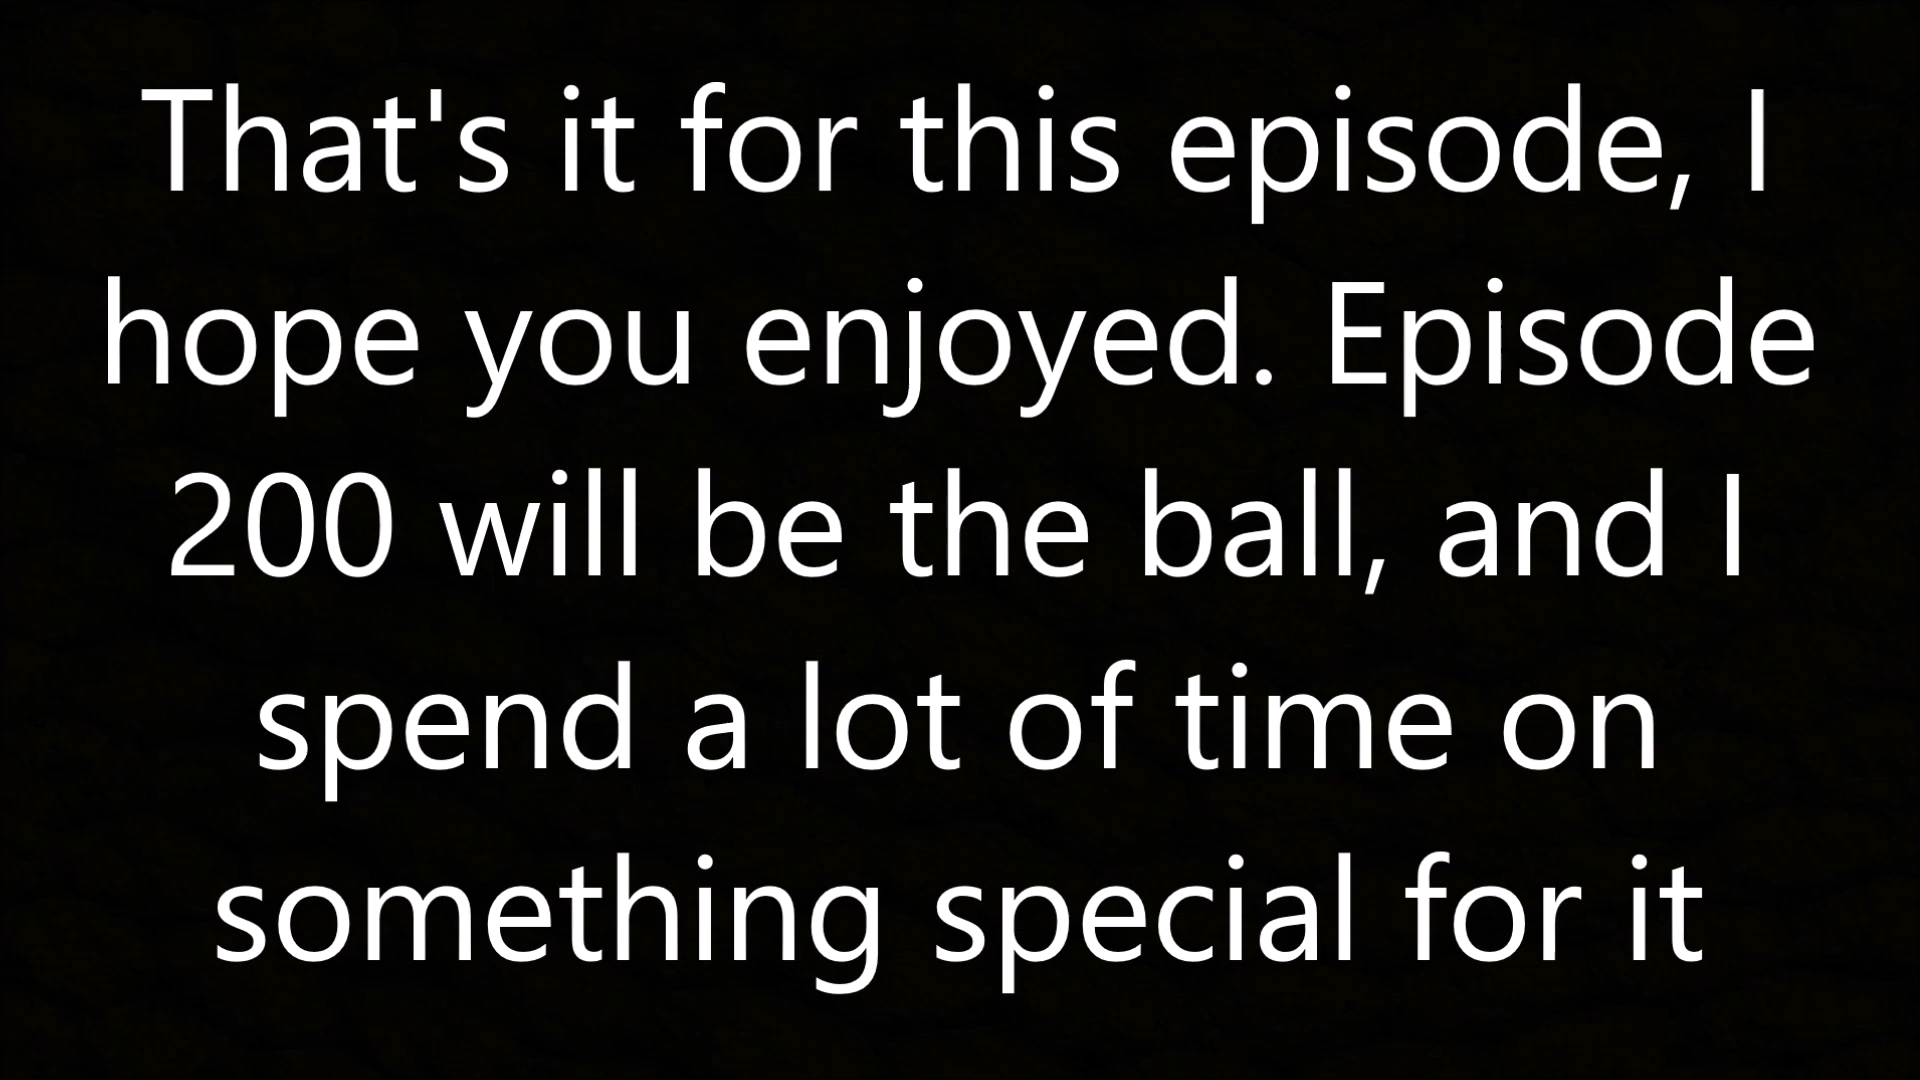 That's it for this episode, I
hope you enjoyed. Episode
200 will be the ball, and I
spend a lot of time on
something special for it